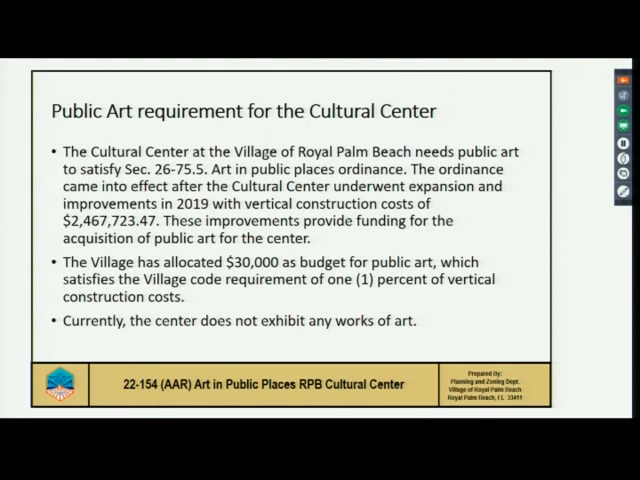 Public Art requirement for the Cultural Center
• The Cultural Center at the Village of Royal Palm Beach needs public art
to satisfy Sec. 26-75.5. Art in public places ordinance. The ordinance
came into effect after the Cultural Center underwent expansion and
improvements in 2019 with vertical construction costs of
$2,467,723.47. These improvements provide funding for the
acquisition of public art for the center.
• The Village has allocated $30,000 as budget for public art, which
satisfies the Village code requirement of one (1) percent of vertical
construction costs.
• Currently, the center does not exhibit any works of art.
22-154 (AAR) Art in Public Places RPB Cultural Center
Prepared By:
Planning and Zoning Dept.
Village of Royal Palm Beach
Royal Palm Beach, FL 33411